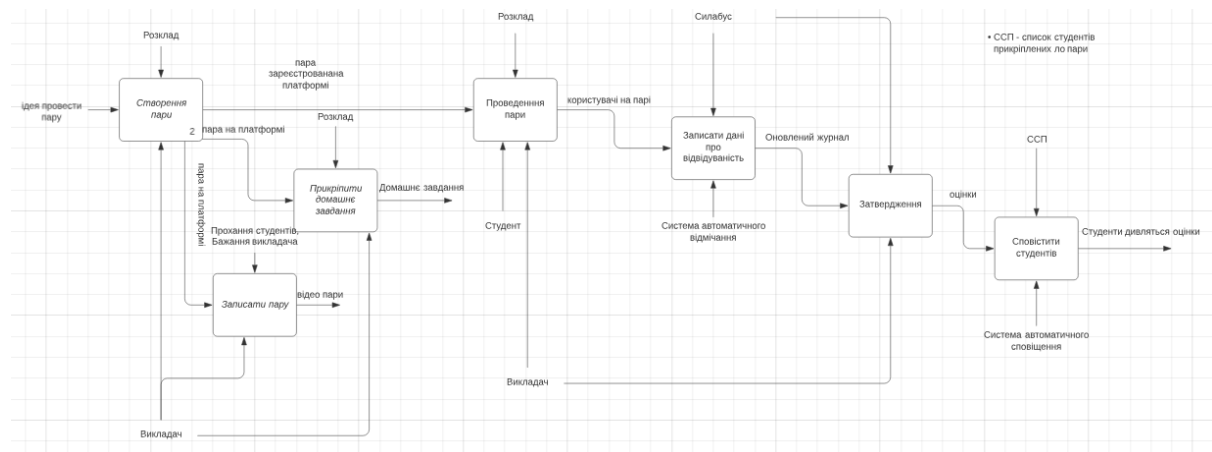 Розклад
ідея провести
пару
Створення
пари
2
пара
зареєстрованана
платформі
пара на платформі
пара на платформі
Розклад
Прикріпити
домашнє
завдання
Домашнє завдання
Прохання студентів,
Бажання викладача
Записати пару
відео пари
Викладач
Розклад
Проведенння
пари
Студент
Викладач
користувачі на парі
Силабус
Записати дані
про
відвідуваність
Система автоматичного
відмічання
Оновлений журнал
Затвердження
оцінки
• ССП - список студентів
прикріплених ло пари
ССП
Сповістити
студентів
Студенти дивляться оцінки
Система автоматичного
сповіщення